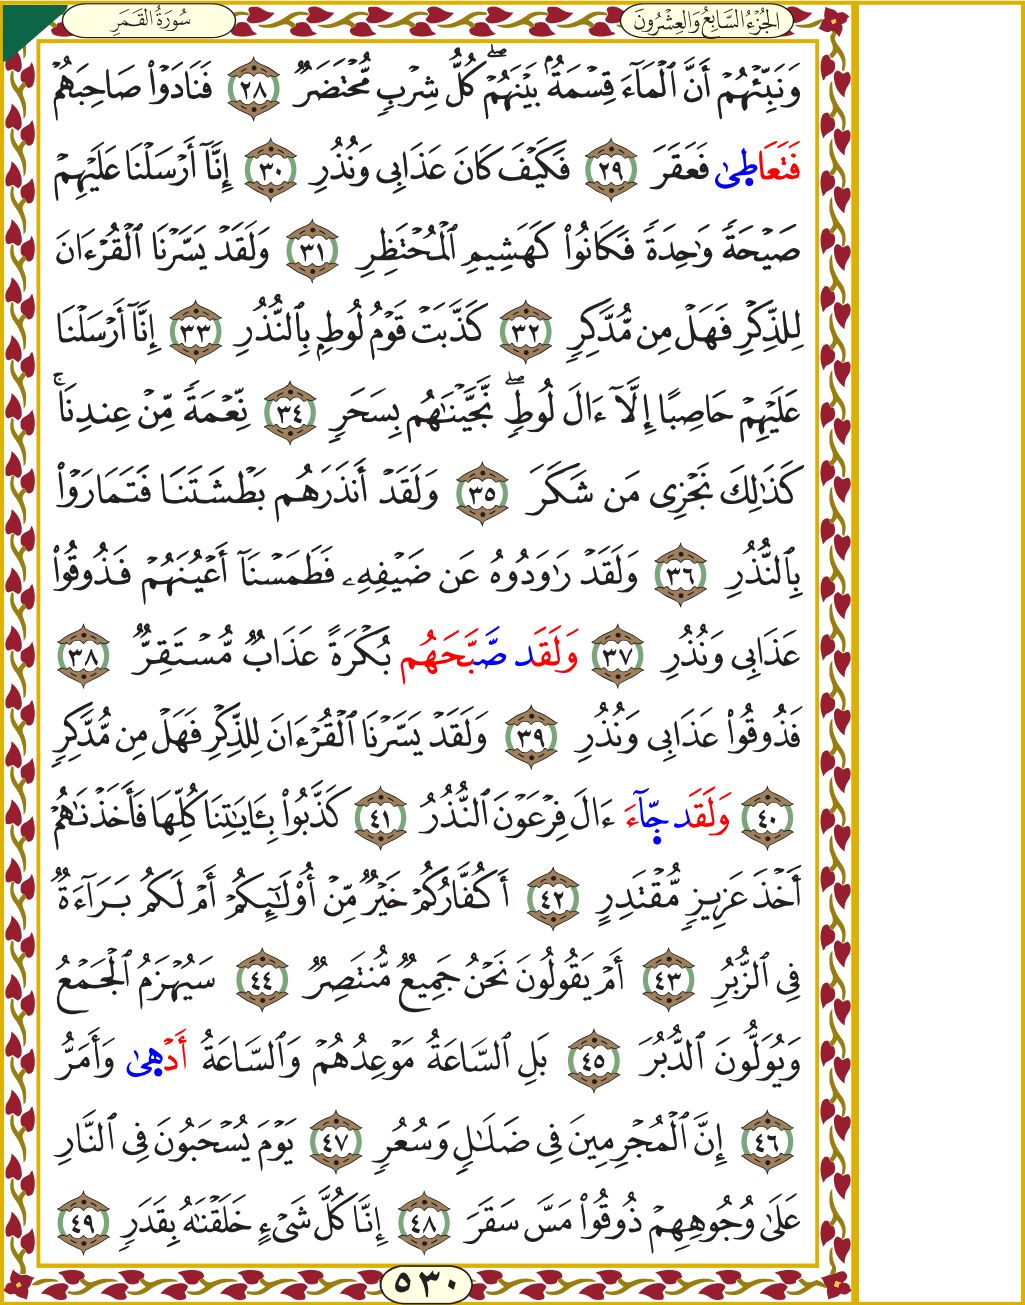 الجُزْءُ السَّابِعُ وَالعِشْرُونَ
سُورَةُ القَمَرِ
وَنَبِّئْهُمْ أَنَّ ٱلْمَآءَ قِسْمَةٌۢ بَيْنَهُمْۖ كُلُّ شِرْبٍ مُّحْتَضَرٌ ٢٨ فَنَادَوْا۟ صَاحِبَهُمْ
فَتَعَاطَىٰ فَعَقَرَ ٢٩ فَكَيْفَ كَانَ عَذَابِى وَنُذُرِ ٣٠ إِنَّآ أَرْسَلْنَا عَلَيْهِمْ
صَيْحَةً وَٰحِدَةً فَكَانُوا۟ كَهَشِيمِ ٱلْمُحْتَظِرِ ٣١ وَلَقَدْ يَسَّرْنَا ٱلْقُرْءَانَ
لِلذِّكْرِ فَهَلْ مِن مُّدَّكِرٍ ٣٢ كَذَّبَتْ قَوْمُ لُوطٍۭ بِٱلنُّذُرِ ٣٣ إِنَّآ أَرْسَلْنَا
عَلَيْهِمْ حَاصِبًا إِلَّآ ءَالَ لُوطٍۖ نَّجَّيْنَٰهُم بِسَحَرٍ ٣٤ نِّعْمَةً مِّنْ عِندِنَاۚ
كَذَٰلِكَ نَجْزِى مَن شَكَرَ ٣٥ وَلَقَدْ أَنذَرَهُم بَطْشَتَنَا فَتَمَارَوْا۟
بِٱلنُّذُرِ ٣٦ وَلَقَدْ رَٰوَدُوهُ عَن ضَيْفِهِۦ فَطَمَسْنَآ أَعْيُنَهُمْ فَذُوقُوا۟
عَذَابِى وَنُذُرِ ٣٧ وَلَقَد صَّبَّحَهُم بُكْرَةً عَذَابٌ مُّسْتَقِرٌّ ٣٨
فَذُوقُوا۟ عَذَابِى وَنُذُرِ ٣٩ وَلَقَدْ يَسَّرْنَا ٱلْقُرْءَانَ لِلذِّكْرِ فَهَلْ مِن مُّدَّكِرٍ
٤٠ وَلَقَد جَّآءَ ءَالَ فِرْعَوْنَ ٱلنُّذُرُ ٤١ كَذَّبُوا۟ بِـَٔايَٰتِنَا كُلِّهَا فَأَخَذْنَٰهُمْ
أَخْذَ عَزِيزٍ مُّقْتَدِرٍ ٤٢ أَكُفَّارُكُمْ خَيْرٌ مِّنْ أُو۟لَٰٓئِكُمْ أَمْ لَكُم بَرَآءَةٌ
فِى ٱلزُّبُرِ ٤٣ أَمْ يَقُولُونَ نَحْنُ جَمِيعٌ مُّنتَصِرٌ ٤٤ سَيُهْزَمُ ٱلْجَمْعُ
وَيُوَلُّونَ ٱلدُّبُرَ ٤٥ بَلِ ٱلسَّاعَةُ مَوْعِدُهُمْ وَٱلسَّاعَةُ أَدْهَىٰ وَأَمَرُّ
٤٦ إِنَّ ٱلْمُجْرِمِينَ فِى ضَلَٰلٍ وَسُعُرٍ ٤٧ يَوْمَ يُسْحَبُونَ فِى ٱلنَّارِ
عَلَىٰ وُجُوهِهِمْ ذُوقُوا۟ مَسَّ سَقَرَ ٤٨ إِنَّا كُلَّ شَىْءٍ خَلَقْنَٰهُ بِقَدَرٍ ٤٩
٥٣٠